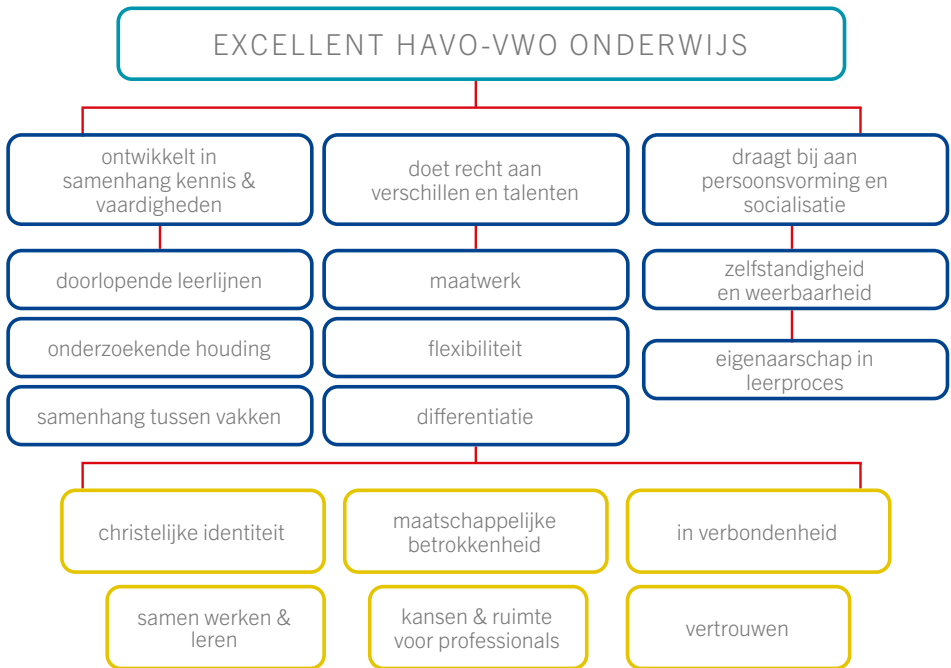 EXCELLENT HAVO-VWO ONDERWIJS
ontwikkelt in
samenhang kennis &
vaardigheden
doet recht aan
verschillen en talenten
draagt bij aan
persoonsvorming en
socialisatie
doorlopende leerlijnen
maatwerk
zelfstandigheid
en weerbaarheid
onderzoekende houding
flexibiliteit
eigenaarschap in
leerproces
samenhang tussen vakken
differentiatie
christelijke identiteit
maatschappelijke
betrokkenheid
in verbondenheid
samen werken &
leren
kansen & ruimte
voor professionals
vertrouwen